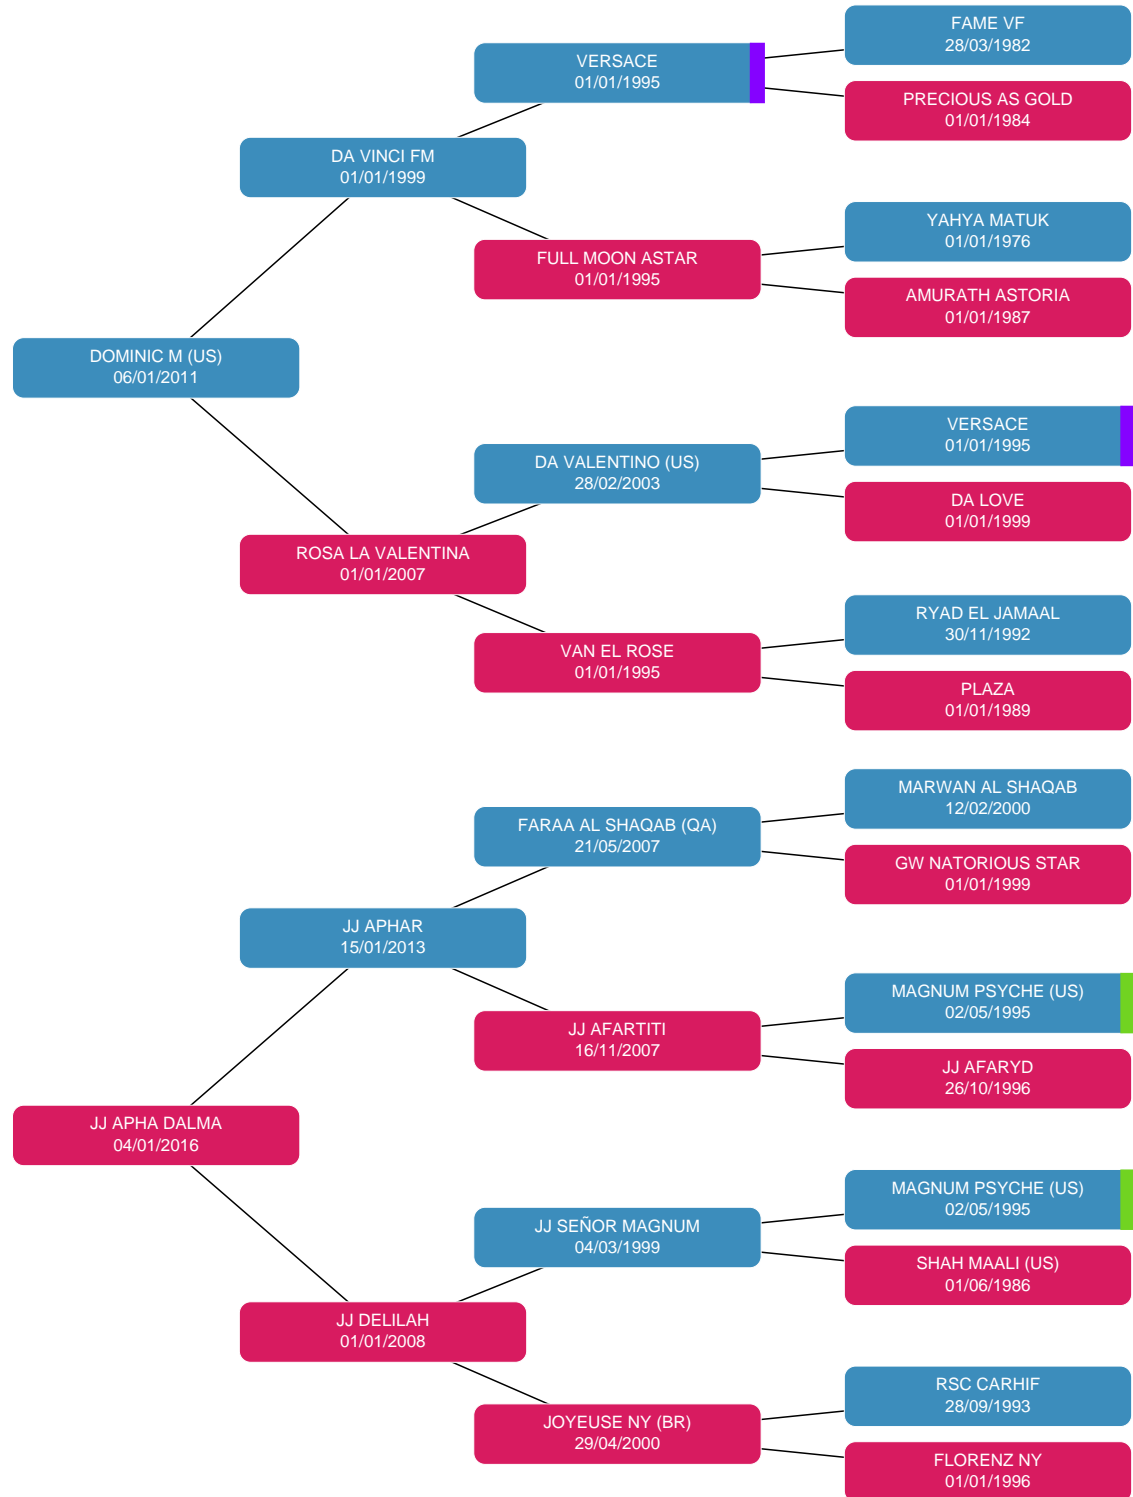 FAME VF
28/03/1982
VERSACE
01/01/1995
PRECIOUS AS GOLD
01/01/1984
DA VINCI FM
01/01/1999
YAHYA MATUK
01/01/1976
FULL MOON ASTAR
01/01/1995
AMURATH ASTORIA
01/01/1987
DOMINIC M (US)
06/01/2011
VERSACE
01/01/1995
DA VALENTINO (US)
28/02/2003
DA LOVE
01/01/1999
ROSA LA VALENTINA
01/01/2007
RYAD EL JAMAAL
30/11/1992
VAN EL ROSE
01/01/1995
PLAZA
01/01/1989
MARWAN AL SHAQAB
12/02/2000
FARAA AL SHAQAB (QA)
21/05/2007
GW NATORIOUS STAR
01/01/1999
JJ APHAR
15/01/2013
MAGNUM PSYCHE (US)
02/05/1995
JJ AFARTITI
16/11/2007
JJ AFARYD
26/10/1996
JJ APHA DALMA
04/01/2016
MAGNUM PSYCHE (US)
02/05/1995
JJ SEÑOR MAGNUM
04/03/1999
SHAH MAALI (US)
01/06/1986
JJ DELILAH
01/01/2008
RSC CARHIF
28/09/1993
JOYEUSE NY (BR)
29/04/2000
FLORENZ NY
01/01/1996